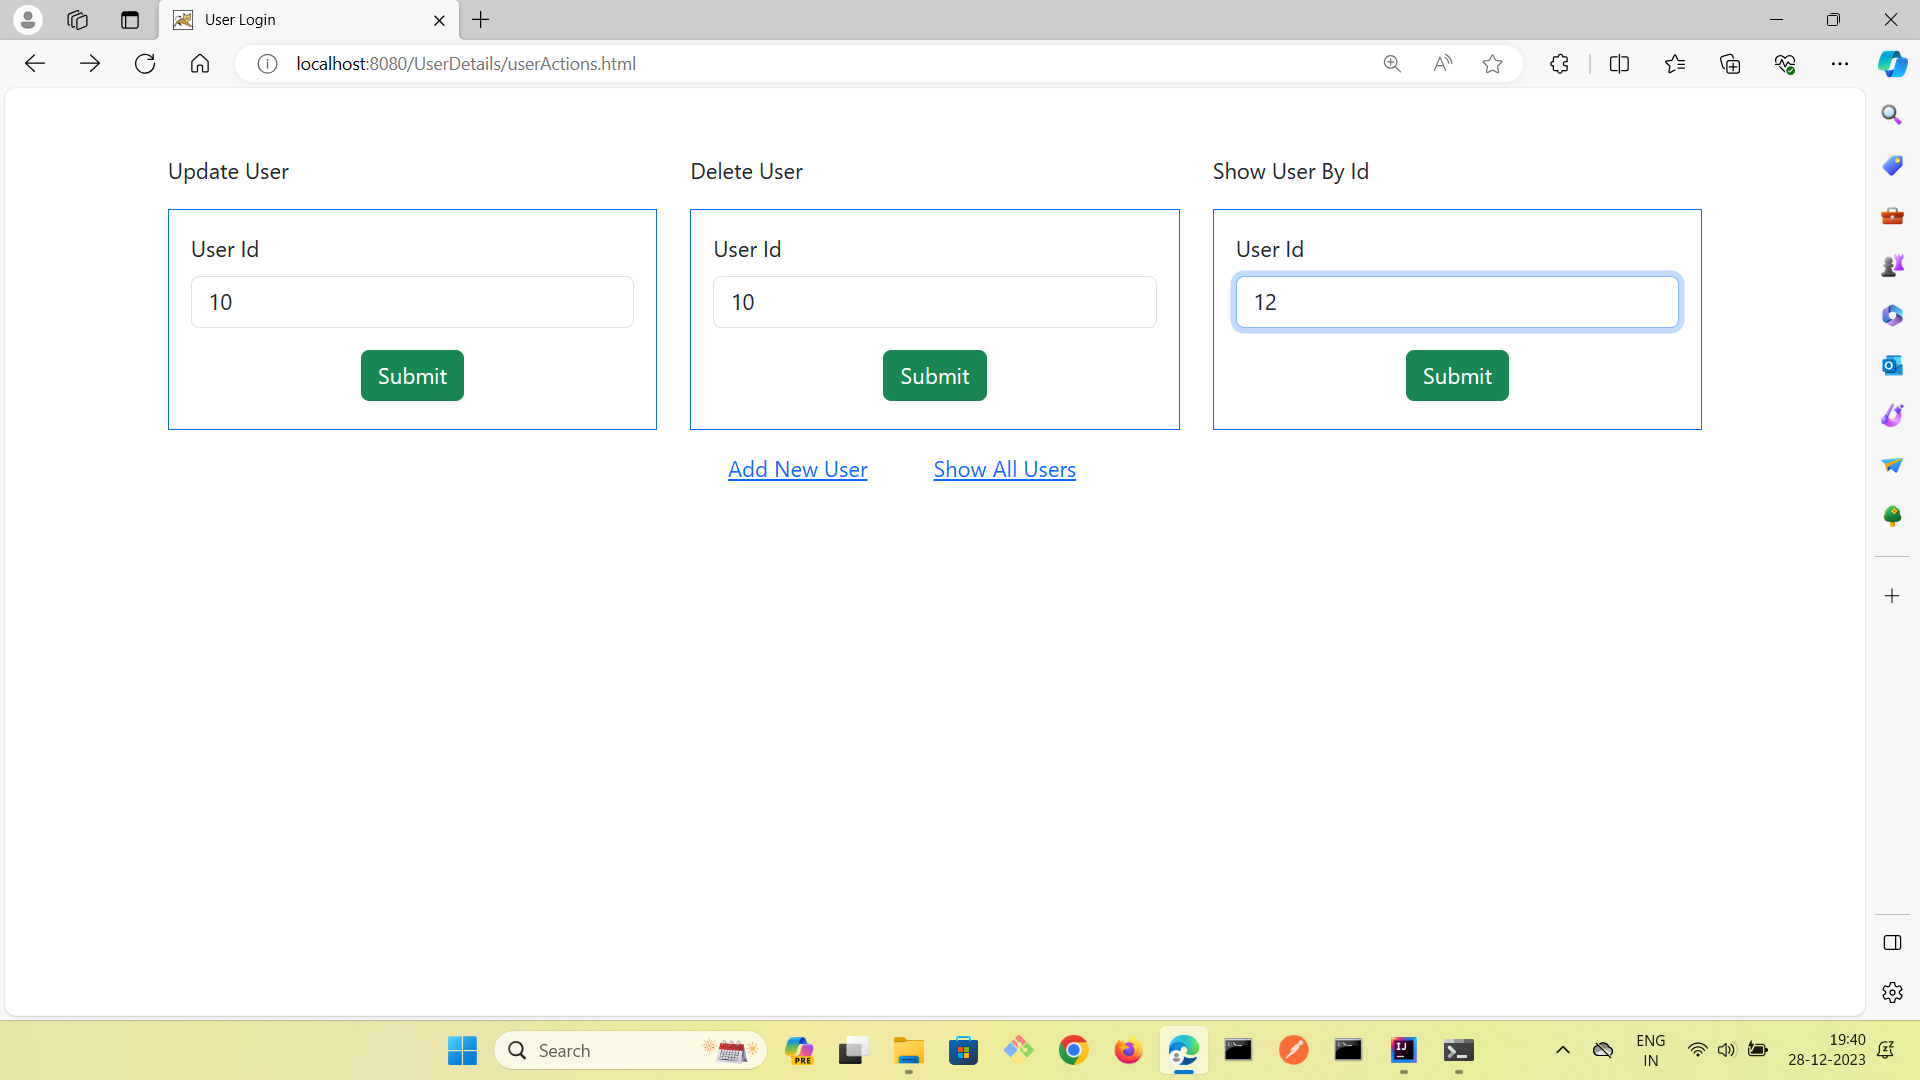 User Login
localhost:8080/UserDetails/userActions.html
Update User
Delete User
Show User By Id
User Id
User Id
User Id
10
10
12
Submit
Submit
Submit
Add New User
Show All Users
Search
PRE
IJ
ENG
IN
19:40
28-12-2023